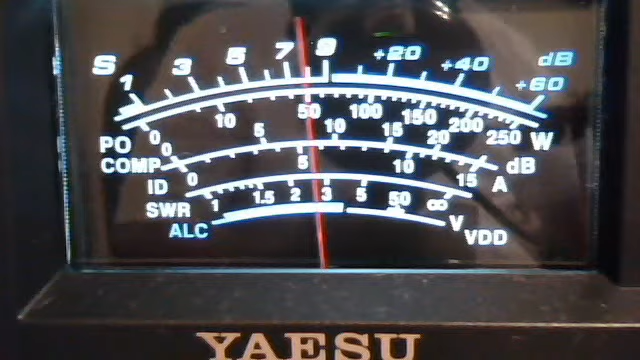 S 1 3 5 7 9 +20 +40 +60 dB
PO 0 10 50 100 150 200 250 W
COMP 0 5 10 15 20 dB
ID 0 5 10 15 A
SWR 1 1.5 2 3 5 50 ∞
ALC V VDD
YAESU